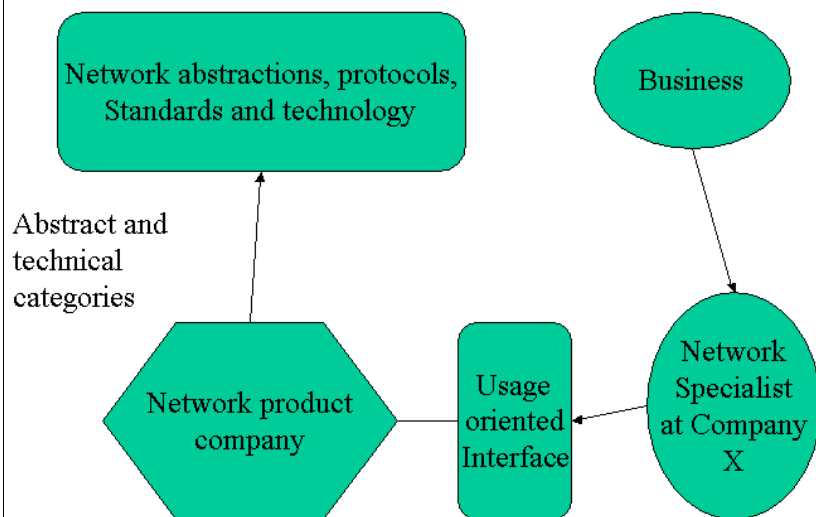 Network abstractions, protocols,
Standards and technology
Business
Abstract and
technical
categories
Network product
company
Usage
oriented
Interface
Network
Specialist
at Company
X